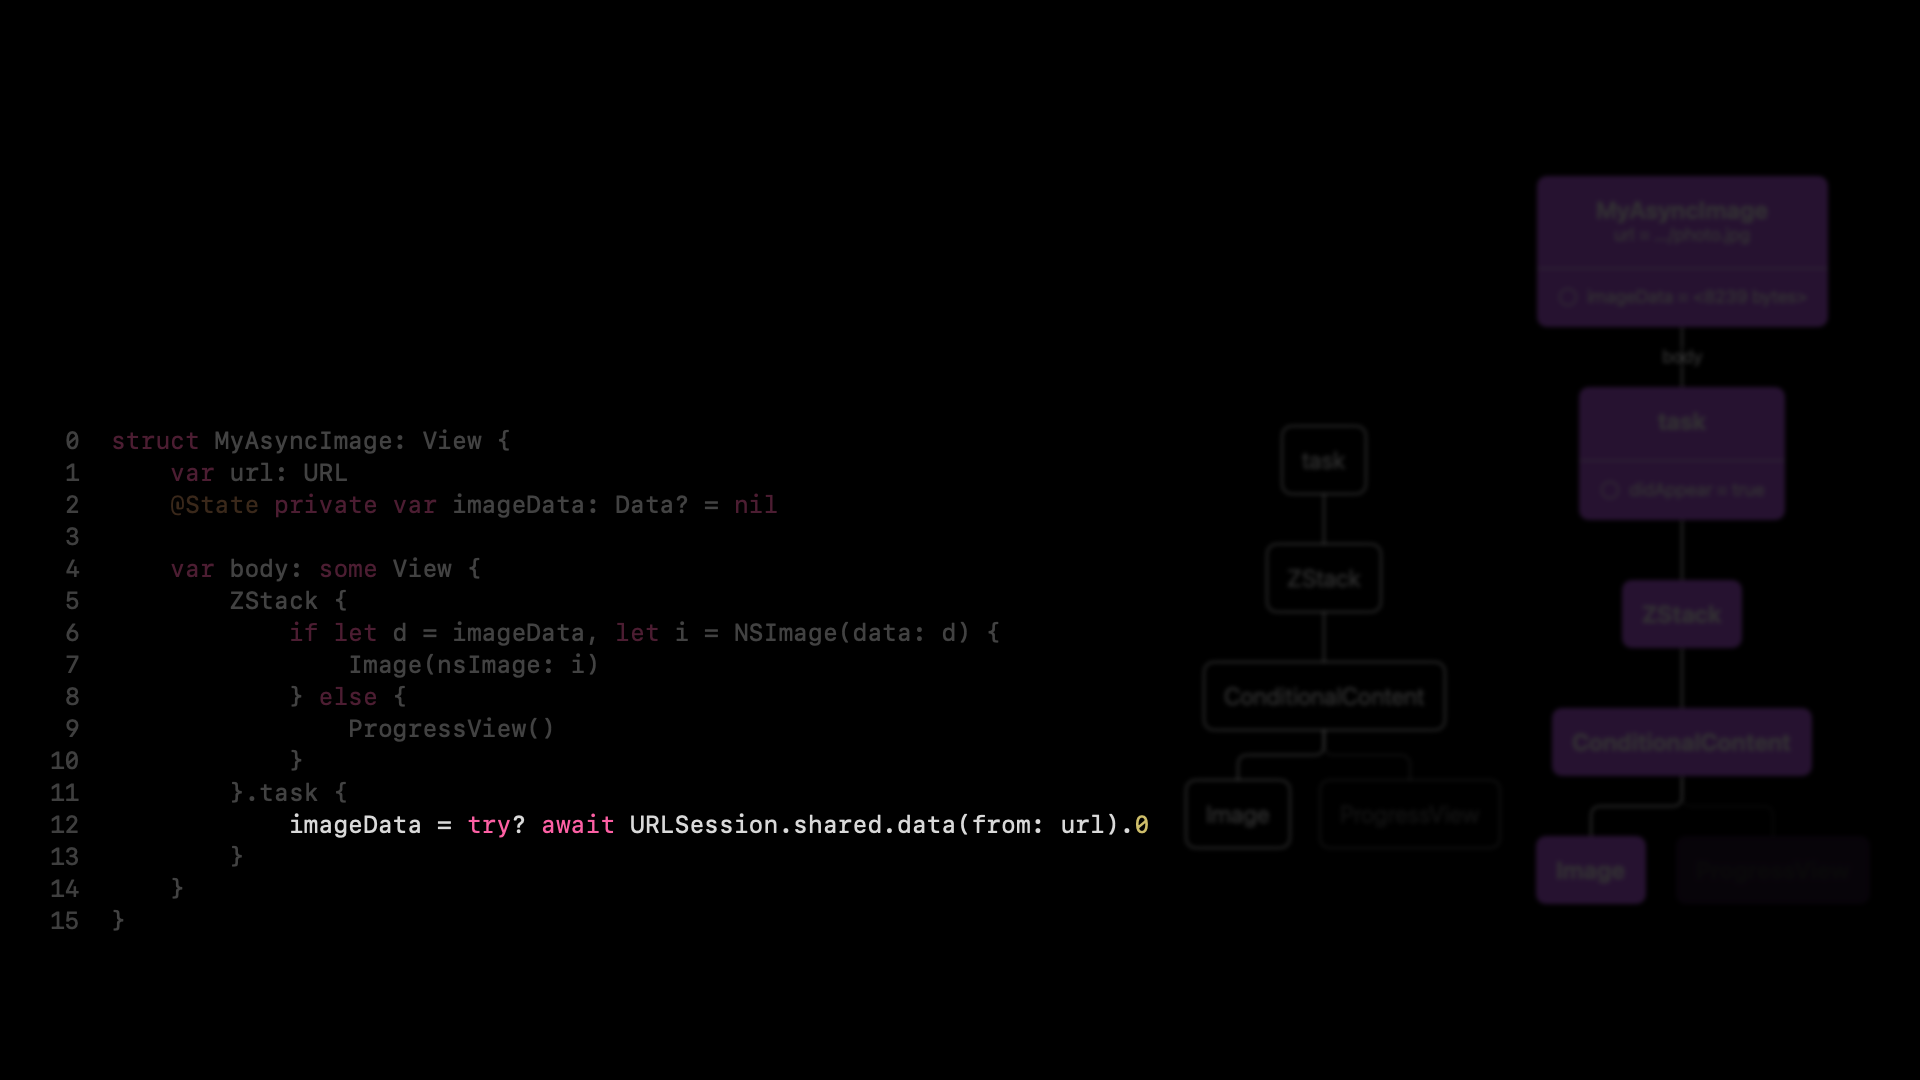 0 struct MyAsyncImage: View {
1 var url: URL
2 @State private var imageData: Data? = nil
3
4 var body: some View {
5 ZStack {
6 if let d = imageData, let i = NSImage(data: d) {
7 Image(nsImage: i)
8 } else {
9 ProgressView()
10 }
11 }.task {
12 imageData = try? await URLSession.shared.data(from: url).0
13 }
14 }
15 }
task
ZStack
ConditionalContent
Image
ProgressView
MyAsyncImage
url = .../photo.jpg
imageData = <8239 bytes>
body
task
didAppear = true
ZStack
ConditionalContent
Image
ProgressView